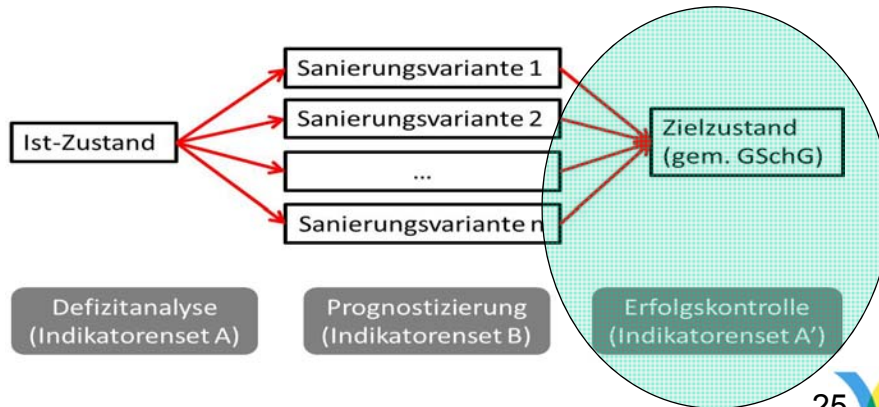 Sanierungsvariante 1
Sanierungsvariante 2
Ist-Zustand
...
Sanierungsvariante n
Zielzustand
(gem. GSchG)
Defizitanalyse
(Indikatorenset A)
Prognostizierung
(Indikatorenset B)
Erfolgskontrolle
(Indikatorenset A’)
25